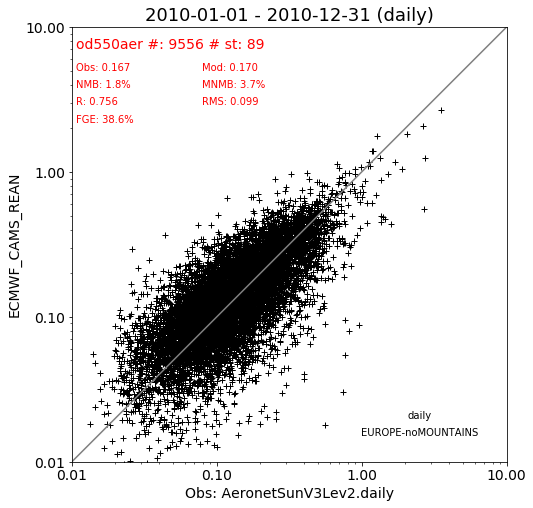 2010-01-01 - 2010-12-31 (daily)
od550aer #: 9556 # st: 89
Obs: 0.167 Mod: 0.170
NMB: 1.8% MNMB: 3.7%
R: 0.756 RMS: 0.099
FGE: 38.6%
10.00
1.00
0.10
0.01
ECMWF_CAMS_REAN
daily
EUROPE-noMOUNTAINS
0.01 0.10 1.00 10.00
Obs: AeronetSunV3Lev2.daily